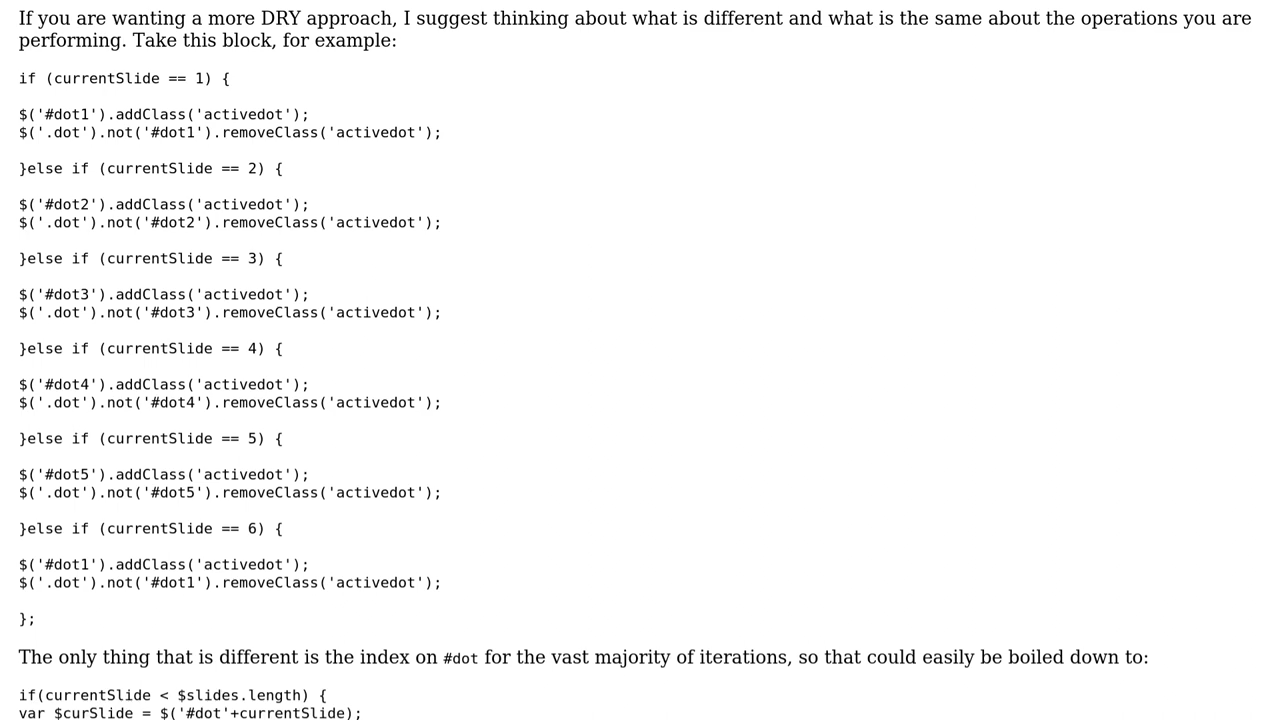 If you are wanting a more DRY approach, I suggest thinking about what is different and what is the same about the operations you are
performing. Take this block, for example:
if (currentSlide == 1) {
$('#dot1').addClass('activedot');
$('.dot').not('#dot1').removeClass('activedot');
}else if (currentSlide == 2) {
$('#dot2').addClass('activedot');
$('.dot').not('#dot2').removeClass('activedot');
}else if (currentSlide == 3) {
$('#dot3').addClass('activedot');
$('.dot').not('#dot3').removeClass('activedot');
}else if (currentSlide == 4) {
$('#dot4').addClass('activedot');
$('.dot').not('#dot4').removeClass('activedot');
}else if (currentSlide == 5) {
$('#dot5').addClass('activedot');
$('.dot').not('#dot5').removeClass('activedot');
}else if (currentSlide == 6) {
$('#dot1').addClass('activedot');
$('.dot').not('#dot1').removeClass('activedot');
};
The only thing that is different is the index on #dot for the vast majority of iterations, so that could easily be boiled down to:
if(currentSlide < $slides.length) {
var $curSlide = $('#dot'+currentSlide);